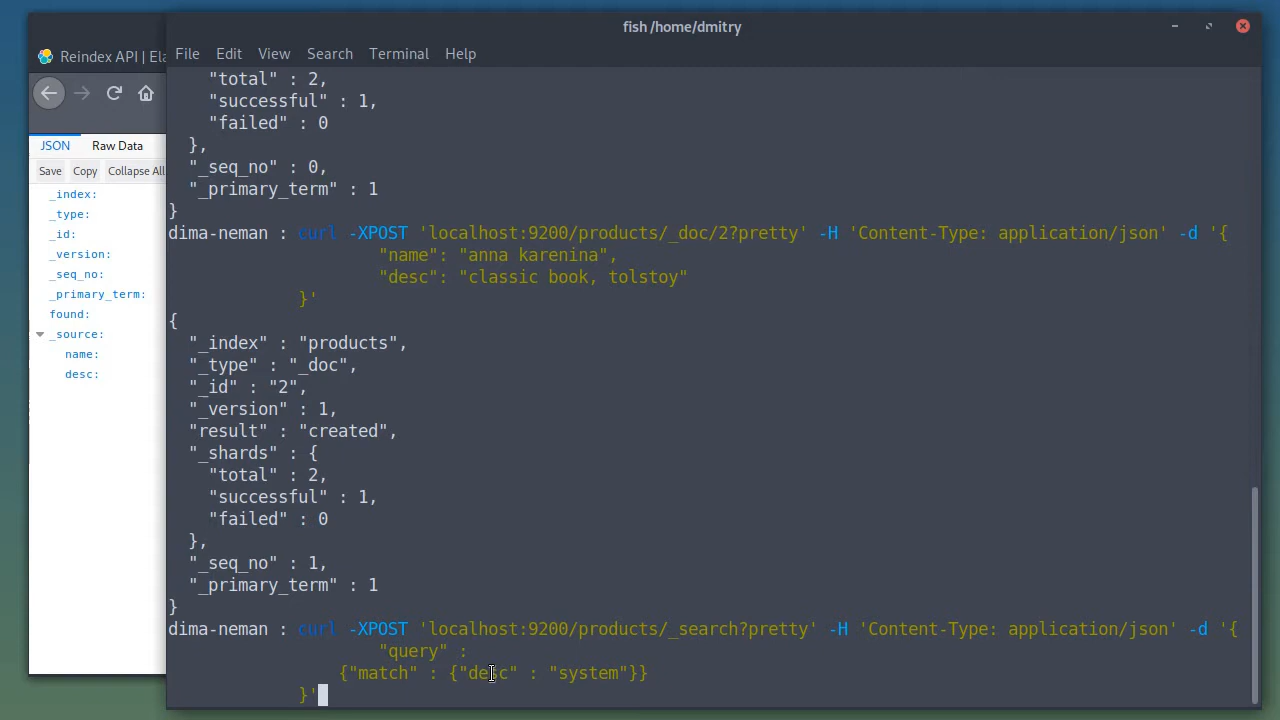 fish /home/dmitry
Reindex API | Ela
File Edit View Search Terminal Help
JSON Raw Data
Save Copy Collapse All
_index:
_type:
_id:
_version:
_seq_no:
_primary_term:
found:
_source:
name:
desc:
"total" : 2,
"successful" : 1,
"failed" : 0
},
"_seq_no" : 0,
"_primary_term" : 1
}
dima-neman : curl -XPOST 'localhost:9200/products/_doc/2?pretty' -H 'Content-Type: application/json' -d '{
"name": "anna karenina",
"desc": "classic book, tolstoy"
}'
{
"_index" : "products",
"_type" : "_doc",
"_id" : "2",
"_version" : 1,
"result" : "created",
"_shards" : {
"total" : 2,
"successful" : 1,
"failed" : 0
},
"_seq_no" : 1,
"_primary_term" : 1
}
dima-neman : curl -XPOST 'localhost:9200/products/_search?pretty' -H 'Content-Type: application/json' -d '{
"query" :
{"match" : {"desc" : "system"}}
}'